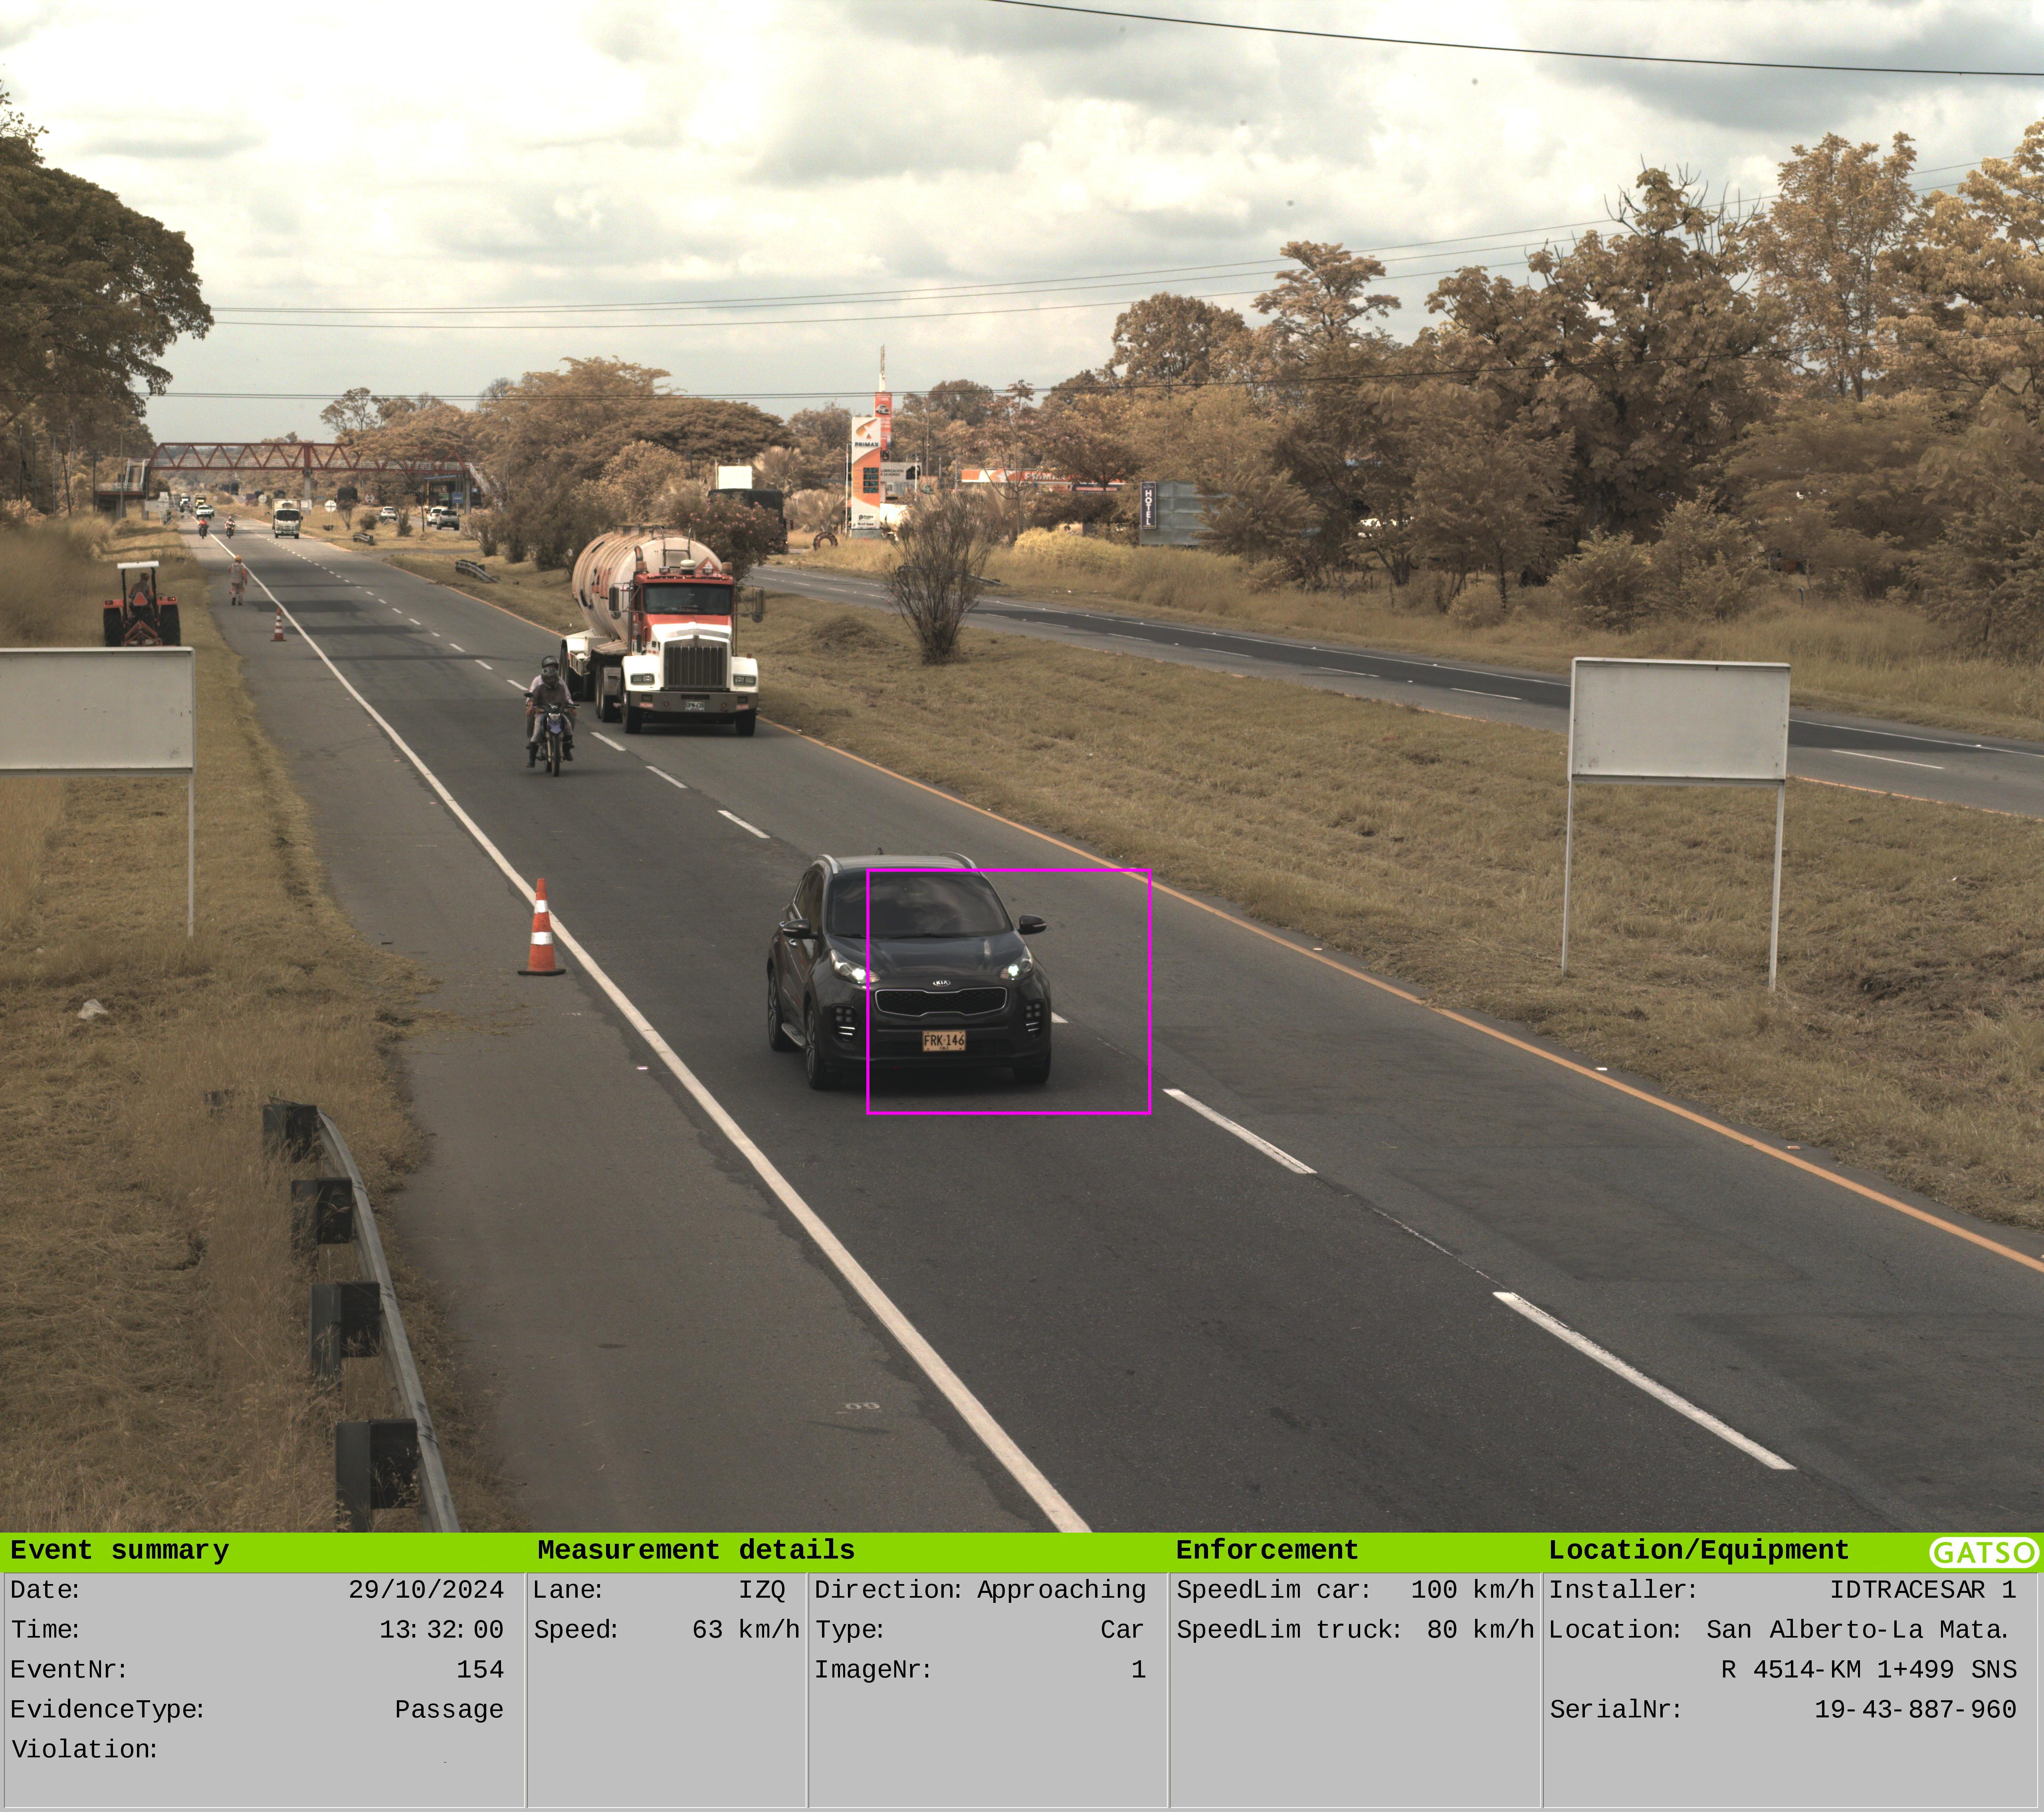 PRIMAX
PRIMAX
HOTEL
KIA
FRK 146
Event summary
Measurement details
Enforcement
Location/Equipment
GATSO
Date: 29/10/2024
Lane: IZQ
Direction: Approaching
SpeedLim car: 100 km/h
Installer: IDTRACESAR 1
Time: 13:32:00
Speed: 63 km/h
Type: Car
SpeedLim truck: 80 km/h
Location: San Alberto-La Mata.
EventNr: 154
ImageNr: 1
R 4514-KM 1+499 SNS
EvidenceType: Passage
SerialNr: 19-43-887-960
Violation: